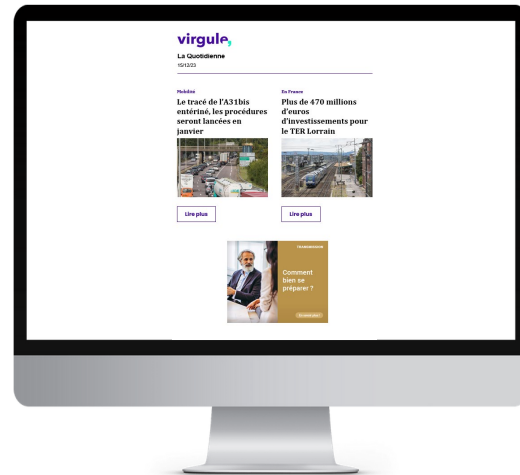 virgule,
La Quotidienne
15/12/23
Mobilité
Le tracé de l'A31bis
entériné, les procédures
seront lancées en
janvier
Lire plus
En France
Plus de 470 millions
d'euros
d'investissements pour
le TER Lorrain
Lire plus
TRANSMISSION
Comment
bien se
préparer ?